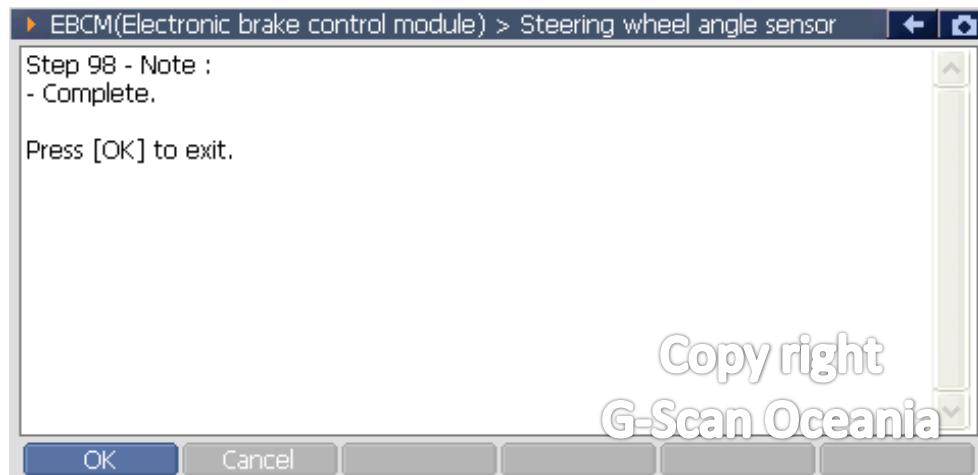 EBCM(Electronic brake control module) > Steering wheel angle sensor
Step 98 - Note :
- Complete.
Press [OK] to exit.
Copy right
G-Scan Oceania
OK Cancel